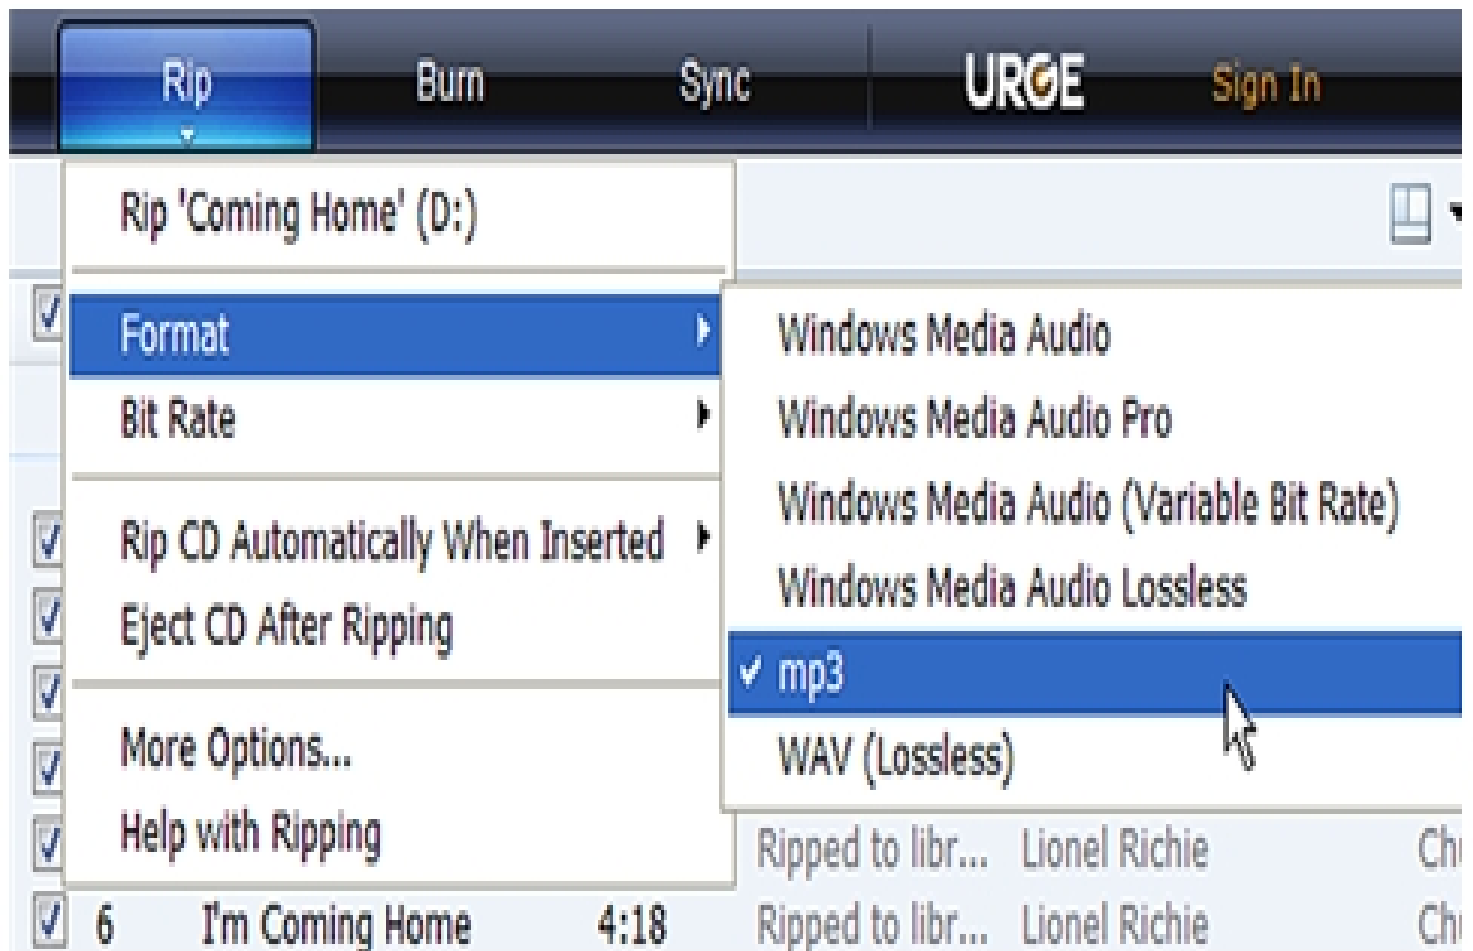 Rip Burn Sync URGE Sign In
Rip 'Coming Home' (D:)
Format
Bit Rate
Rip CD Automatically When Inserted
Eject CD After Ripping
More Options...
Help with Ripping
Windows Media Audio
Windows Media Audio Pro
Windows Media Audio (Variable Bit Rate)
Windows Media Audio Lossless
mp3
WAV (Lossless)
Ripped to libr... Lionel Richie
6 I'm Coming Home 4:18 Ripped to libr... Lionel Richie